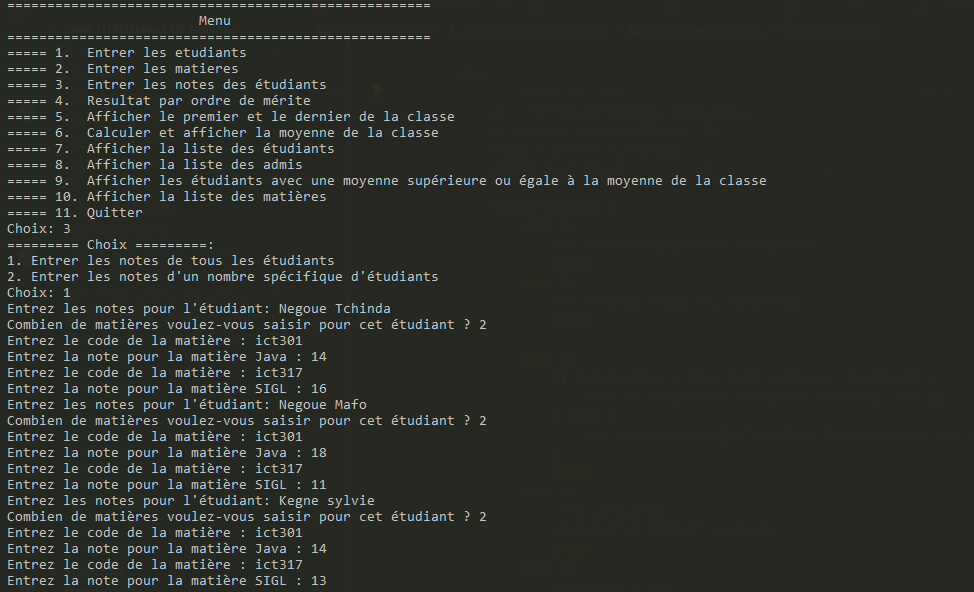 =====================================================
Menu
=====================================================
===== 1.  Entrer les etudiants
===== 2.  Entrer les matieres
===== 3.  Entrer les notes des étudiants
===== 4.  Resultat par ordre de mérite
===== 5.  Afficher le premier et le dernier de la classe
===== 6.  Calculer et afficher la moyenne de la classe
===== 7.  Afficher la liste des étudiants
===== 8.  Afficher la liste des admis
===== 9.  Afficher les étudiants avec une moyenne supérieure ou égale à la moyenne de la classe
===== 10. Afficher la liste des matières
===== 11. Quitter
Choix: 3
========= Choix =========:
1. Entrer les notes de tous les étudiants
2. Entrer les notes d'un nombre spécifique d'étudiants
Choix: 1
Entrez les notes pour l'étudiant: Negoue Tchinda
Combien de matières voulez-vous saisir pour cet étudiant ? 2
Entrez le code de la matière : ict301
Entrez la note pour la matière Java : 14
Entrez le code de la matière : ict317
Entrez la note pour la matière SIGL : 16
Entrez les notes pour l'étudiant: Negoue Mafo
Combien de matières voulez-vous saisir pour cet étudiant ? 2
Entrez le code de la matière : ict301
Entrez la note pour la matière Java : 18
Entrez le code de la matière : ict317
Entrez la note pour la matière SIGL : 11
Entrez les notes pour l'étudiant: Kegne sylvie
Combien de matières voulez-vous saisir pour cet étudiant ? 2
Entrez le code de la matière : ict301
Entrez la note pour la matière Java : 14
Entrez le code de la matière : ict317
Entrez la note pour la matière SIGL : 13